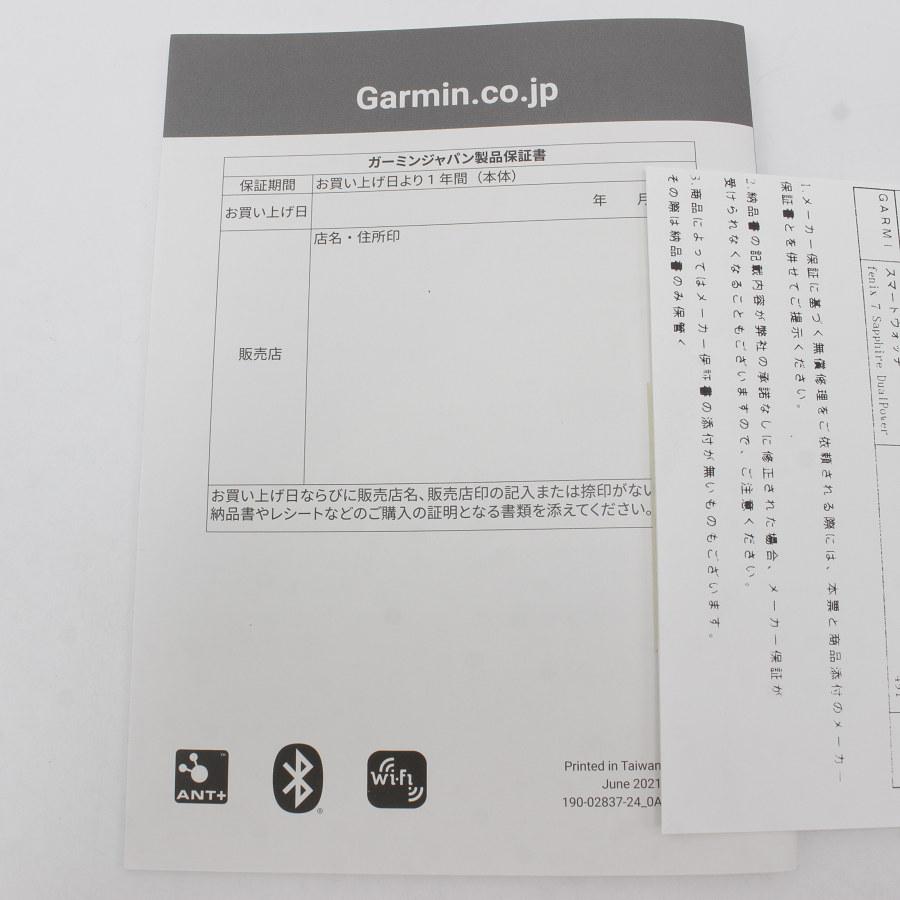 Garmin.co.jp
ガーミンジャパン製品保証書
保証期間
お買い上げ日より1年間（本体）
お買い上げ日
年 月
販売店
店名・住所印
お買い上げ日ならびに販売店名、販売店印の記入または捺印がない
納品書やレシートなどのご購入の証明となる書類を添えてください。
ANT+
Wi-Fi
Printed in Taiwan
June 2021
190-02837-24_0A
GARMI
スマートウォッチ
fenix 7 Sapphire DualPower
1.メーカー保証に基づく無償修理をご依頼される際には、本票と商品添付のメーカー
保証書とを併せてご提示ください。
2.納品書の記載内容が弊社の承諾なしに修正された場合、メーカー保証が
受けられなくなることもございますので、ご注意ください。
3.商品によってはメーカー保証書の添付が無いものもございます。
その際は納品書のみ保管く